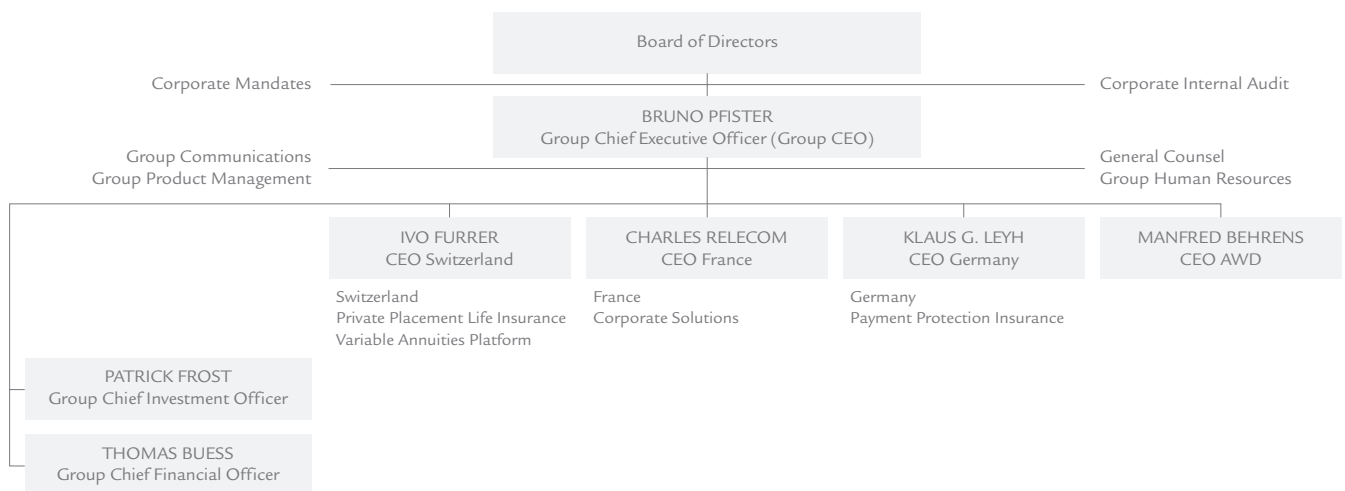 Board of Directors
Corporate Mandates
Corporate Internal Audit
BRUNO PFISTER
Group Chief Executive Officer (Group CEO)
Group Communications
Group Product Management
General Counsel
Group Human Resources
IVO FURRER
CEO Switzerland
CHARLES RELECOM
CEO France
KLAUS G. LEYH
CEO Germany
MANFRED BEHRENS
CEO AWD
Switzerland
Private Placement Life Insurance
Variable Annuities Platform
France
Corporate Solutions
Germany
Payment Protection Insurance
PATRICK FROST
Group Chief Investment Officer
THOMAS BUESS
Group Chief Financial Officer